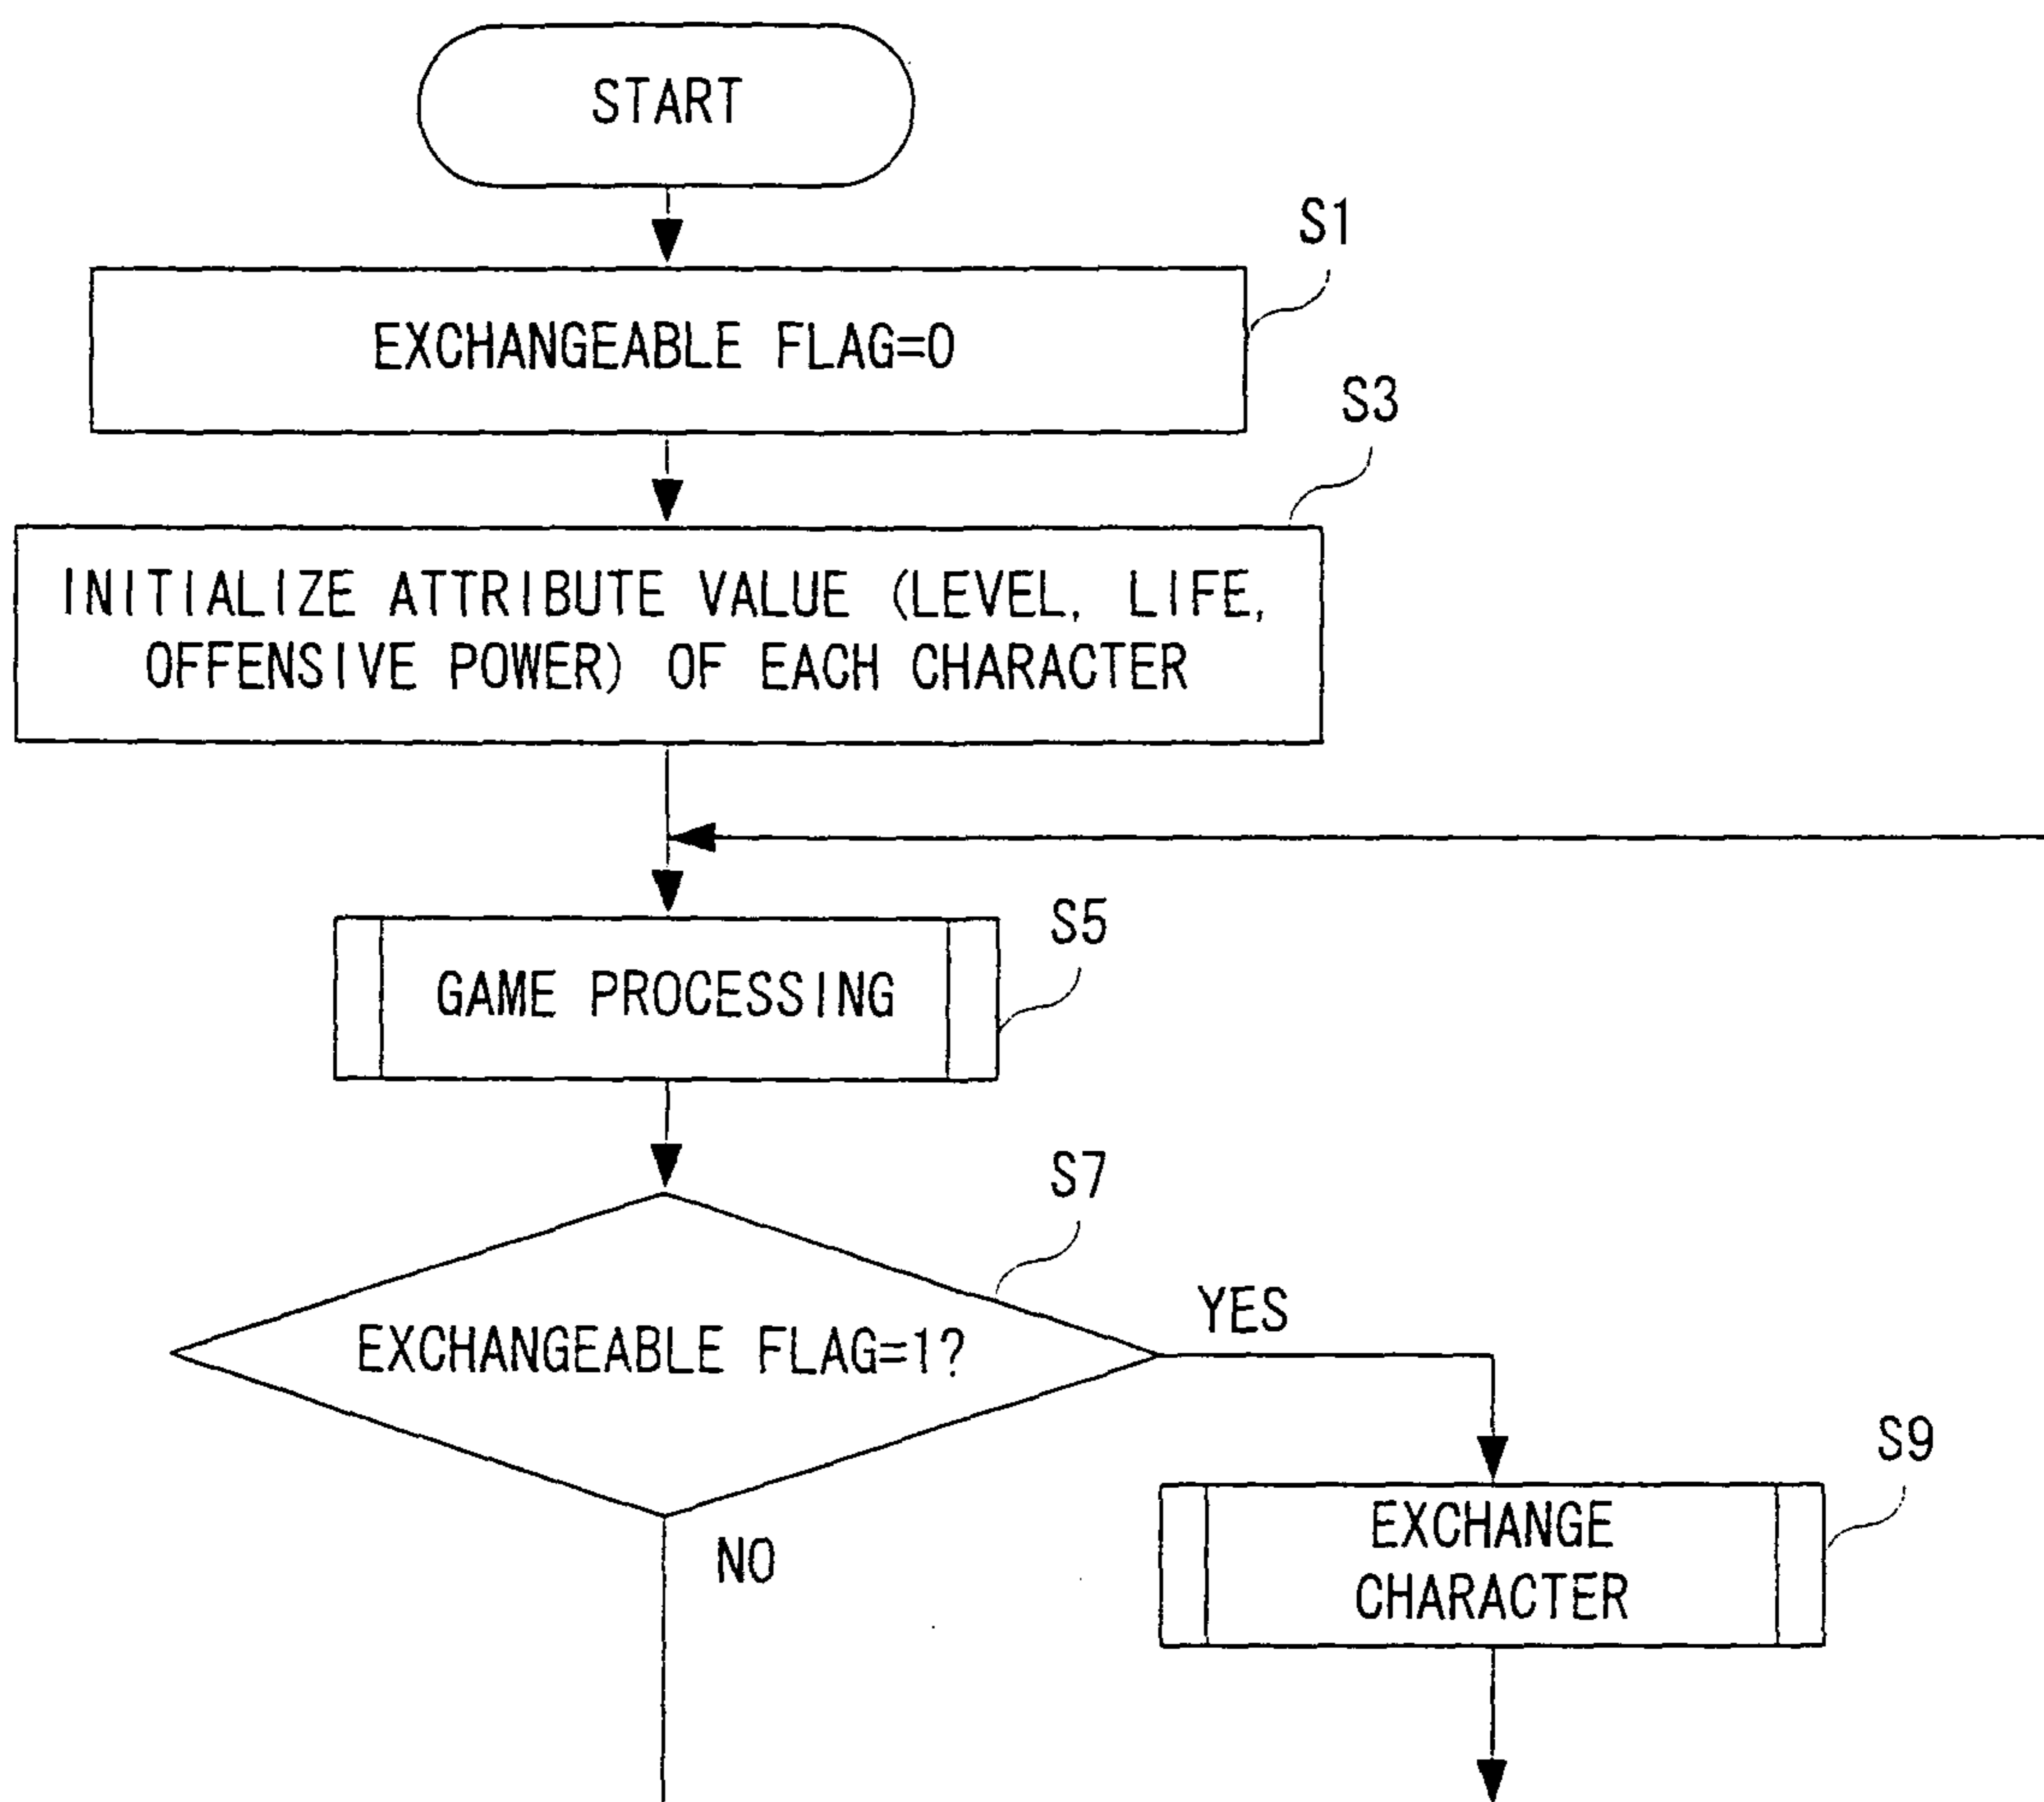 START
S1
EXCHANGEABLE FLAG=0
S3
INITIALIZE ATTRIBUTE VALUE (LEVEL, LIFE,
OFFENSIVE POWER) OF EACH CHARACTER
S5
GAME PROCESSING
S7
EXCHANGEABLE FLAG=1?
YES
S9
EXCHANGE
CHARACTER
NO